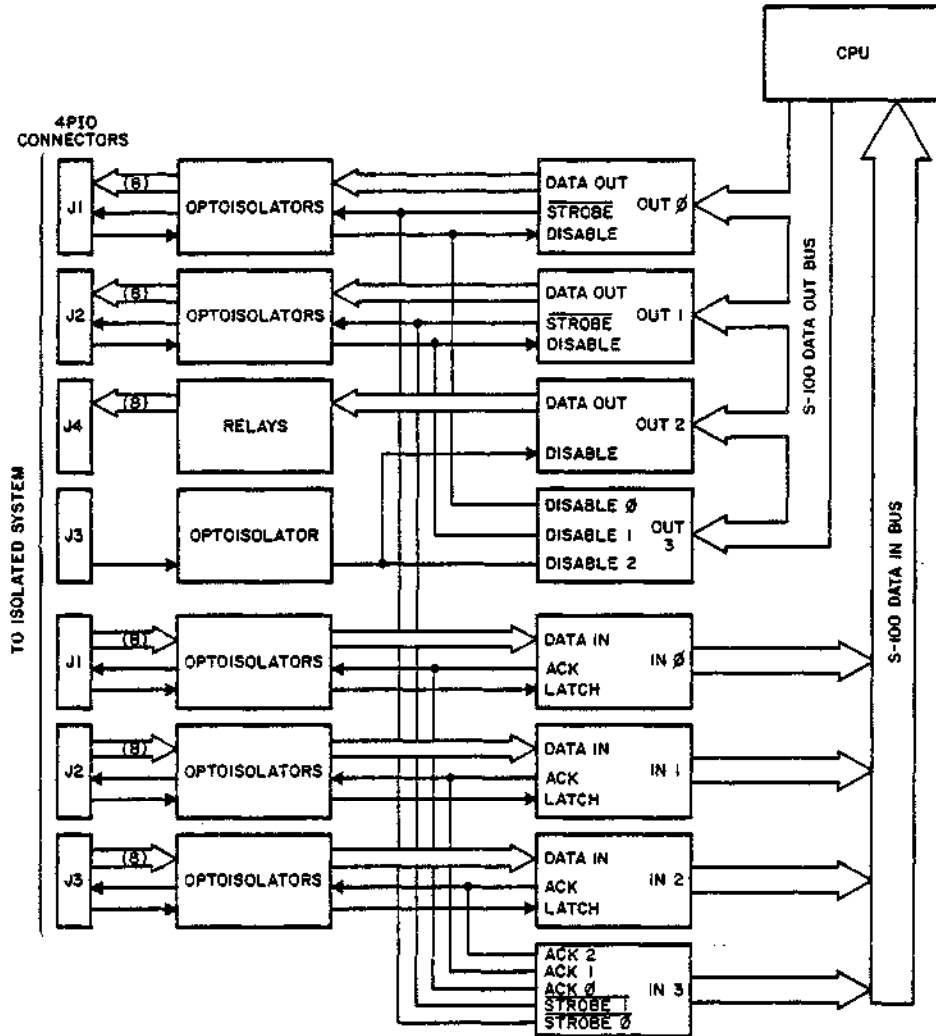 CPU
4PIO
CONNECTORS
J1
(8)
OPTOISOLATORS
DATA OUT
STROBE
DISABLE
OUT Ø
J2
(8)
OPTOISOLATORS
DATA OUT
STROBE
DISABLE
OUT 1
J4
(8)
RELAYS
DATA OUT
DISABLE
OUT 2
J3
OPTOISOLATOR
DISABLE Ø
DISABLE 1
DISABLE 2
OUT
3
S-100 DATA OUT BUS
S-100 DATA IN BUS
TO ISOLATED SYSTEM
J1
(8)
OPTOISOLATORS
DATA IN
ACK
LATCH
IN Ø
J2
(8)
OPTOISOLATORS
DATA IN
ACK
LATCH
IN 1
J3
(8)
OPTOISOLATORS
DATA IN
ACK
LATCH
IN 2
ACK 2
ACK 1
ACK Ø
STROBE 1
STROBE Ø
IN 3